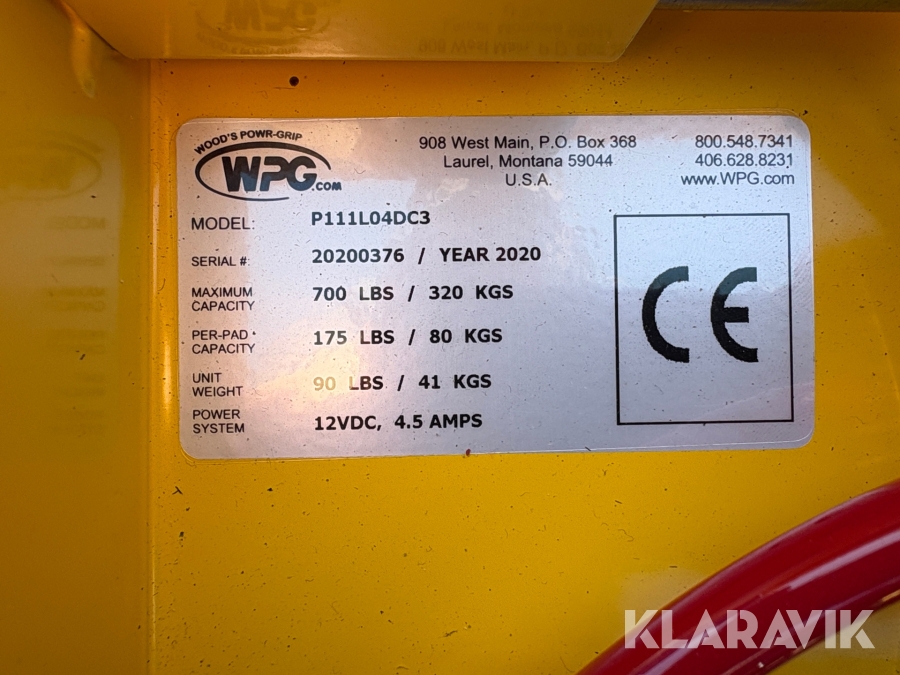 WOOD'S POWR-GRIP
WPG.COM
908 West Main, P.O. Box 368
Laurel, Montana 59044
U.S.A.
800.548.7341
406.628.8231
www.WPG.com
MODEL: P111L04DC3
SERIAL #: 20200376 / YEAR 2020
MAXIMUM
CAPACITY 700 LBS / 320 KGS
PER-PAD
CAPACITY 175 LBS / 80 KGS
UNIT
WEIGHT 90 LBS / 41 KGS
POWER
SYSTEM 12VDC, 4.5 AMPS
CE
KLARAVIK